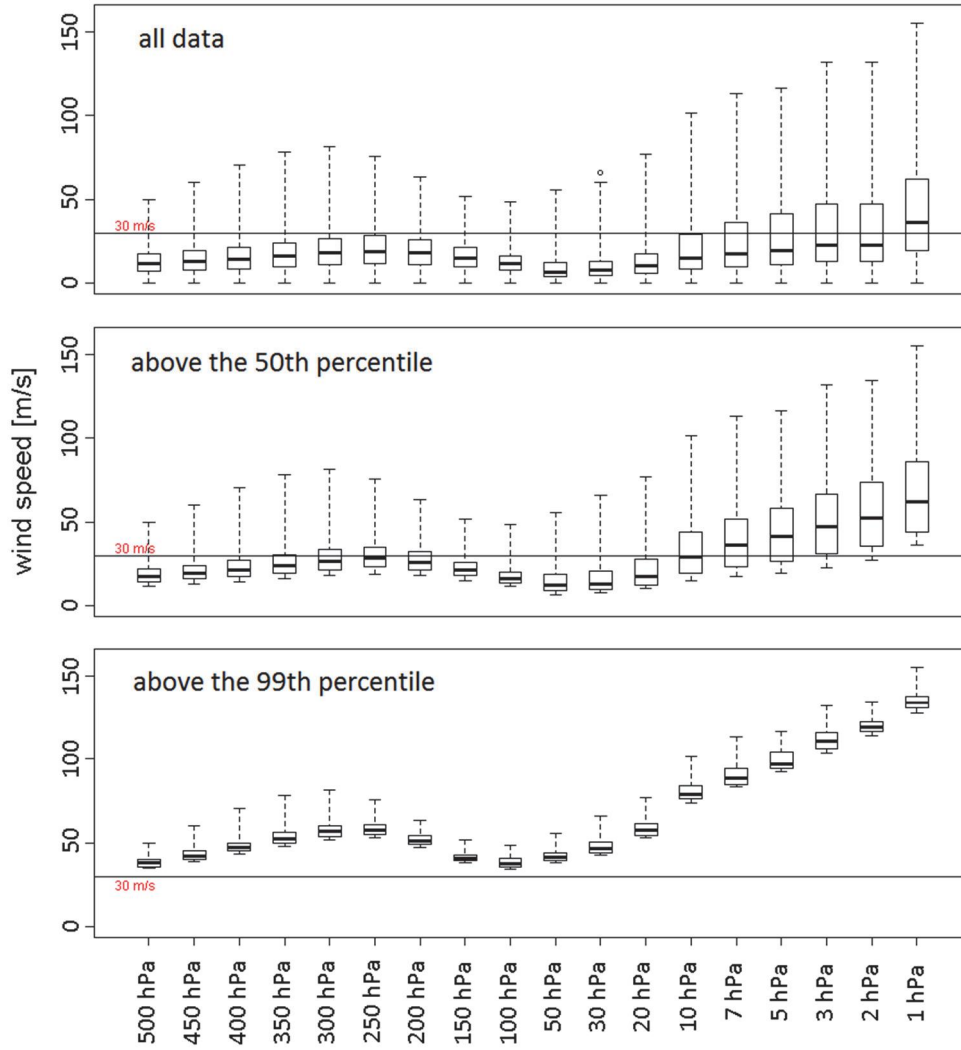 all data
150
100
50
0
30 m/s
above the 50th percentile
150
100
50
0
30 m/s
wind speed [m/s]
above the 99th percentile
150
100
50
0
30 m/s
500 hPa
450 hPa
400 hPa
350 hPa
300 hPa
250 hPa
200 hPa
150 hPa
100 hPa
50 hPa
30 hPa
20 hPa
10 hPa
7 hPa
5 hPa
3 hPa
2 hPa
1 hPa